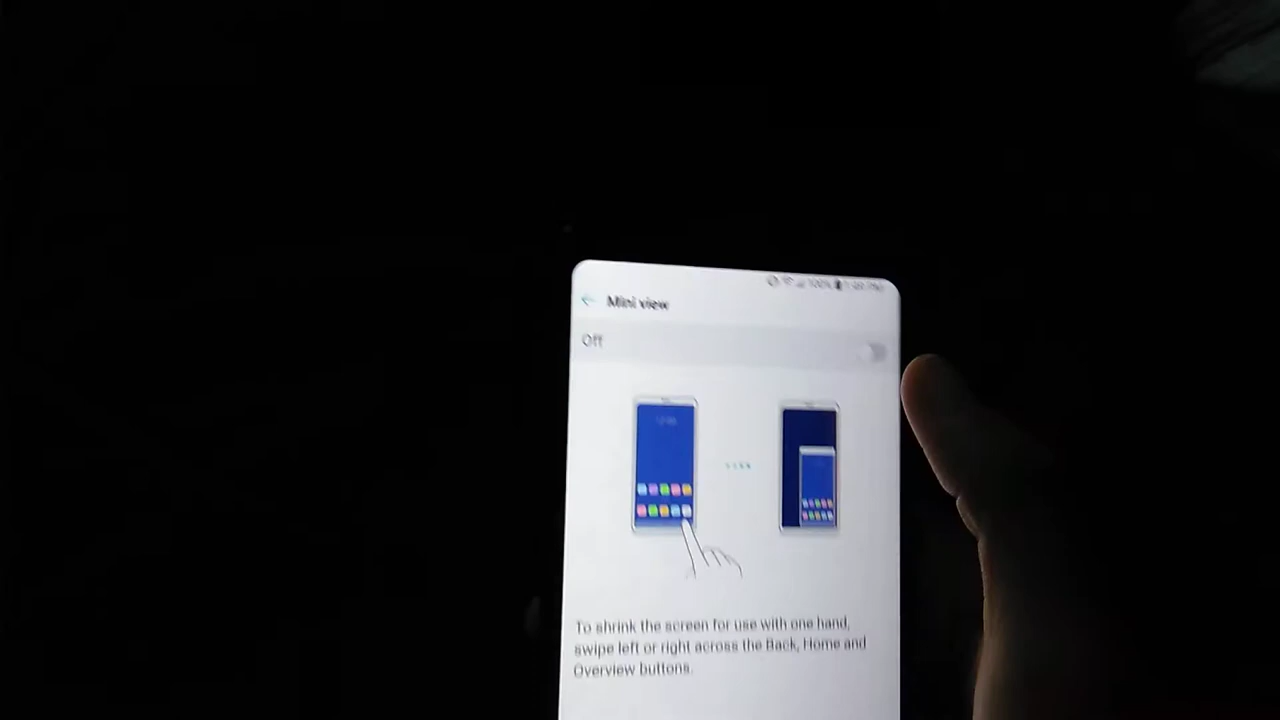 100%
Mini view
Off
To shrink the screen for use with one hand,
swipe left or right across the Back, Home and
Overview buttons.